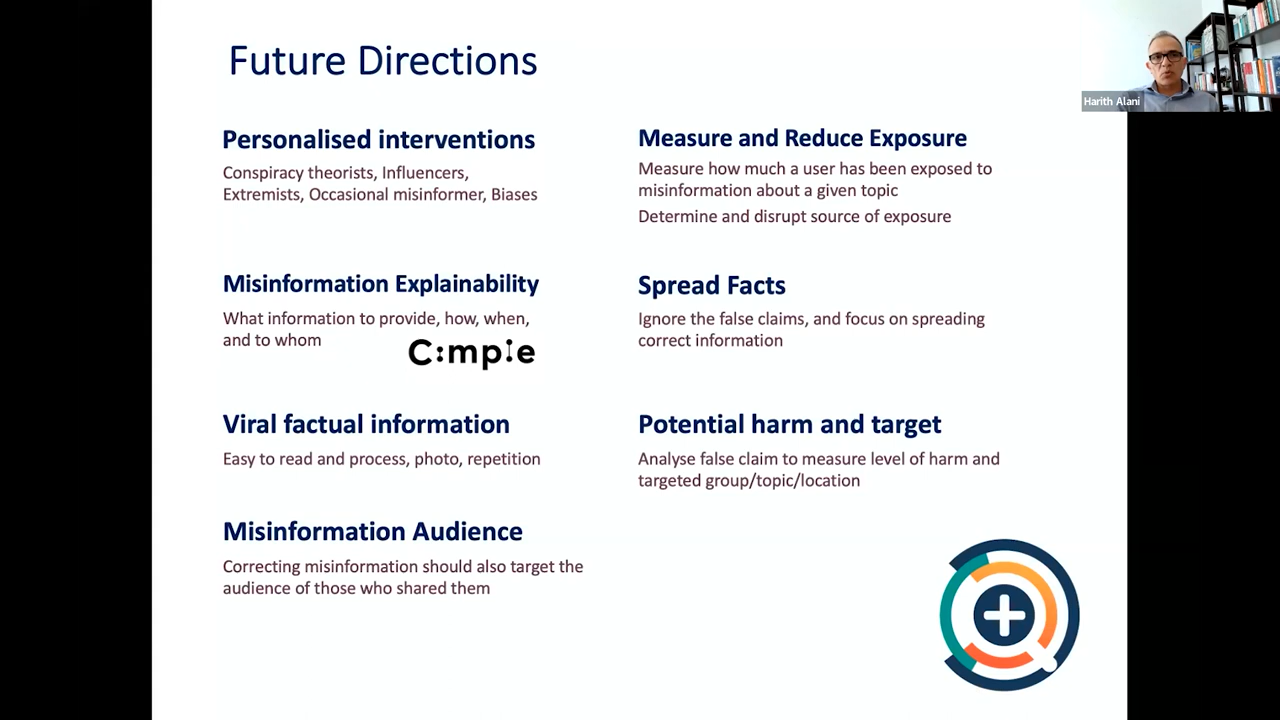 Future Directions
Harith Alani
Personalised interventions
Conspiracy theorists, Influencers,
Extremists, Occasional misinformer, Biases
Measure and Reduce Exposure
Measure how much a user has been exposed to
misinformation about a given topic
Determine and disrupt source of exposure
Misinformation Explainability
What information to provide, how, when,
and to whom
C:mp!e
Spread Facts
Ignore the false claims, and focus on spreading
correct information
Viral factual information
Easy to read and process, photo, repetition
Potential harm and target
Analyse false claim to measure level of harm and
targeted group/topic/location
Misinformation Audience
Correcting misinformation should also target the
audience of those who shared them